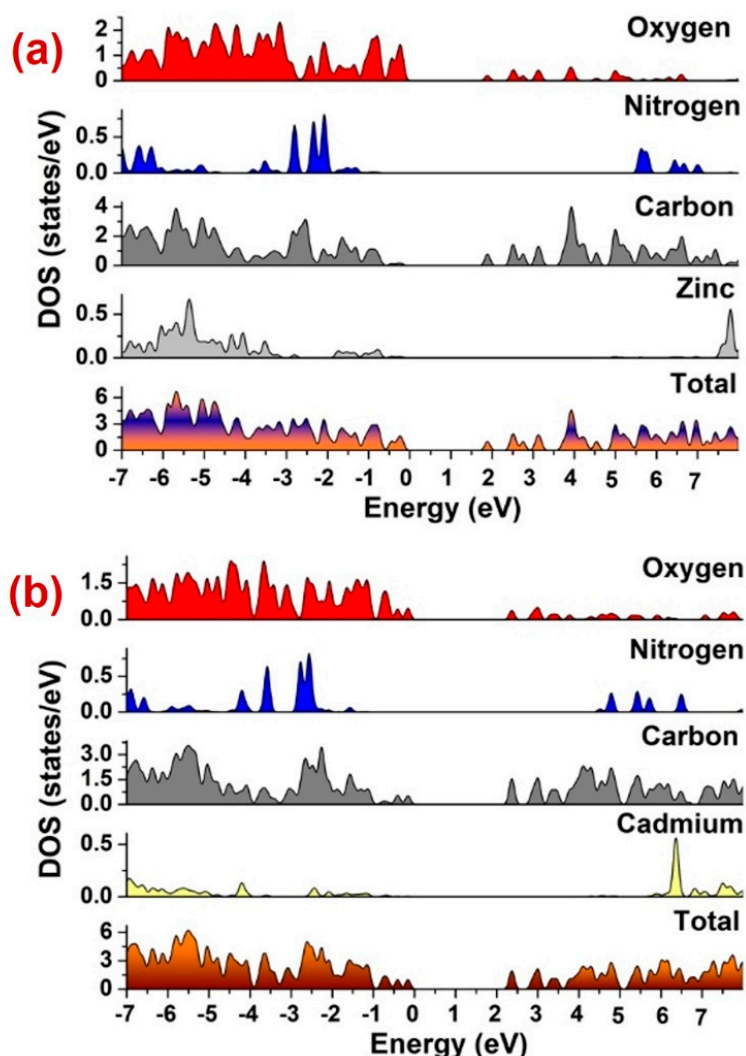 (a)
Oxygen
2
1
0
Nitrogen
0.5
0.0
Carbon
4
2
0
Zinc
0.5
0.0
Total
6
3
0
DOS (states/eV)
-7 -6 -5 -4 -3 -2 -1 0 1 2 3 4 5 6 7
Energy (eV)
(b)
Oxygen
1.5
0.0
Nitrogen
0.5
0.0
Carbon
3.0
1.5
0.0
Cadmium
0.5
0.0
Total
6
3
0
DOS (states/eV)
-7 -6 -5 -4 -3 -2 -1 0 1 2 3 4 5 6 7
Energy (eV)